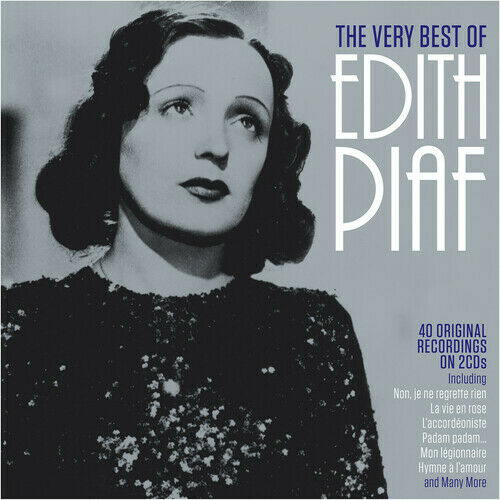 THE VERY BEST OF
EDITH
PIAF
40 ORIGINAL
RECORDINGS
ON 2CDs
Including
Non, je ne regrette rien
La vie en rose
L'accordéoniste
Padam padam...
Mon légionnaire
Hymne à l'amour
and Many More